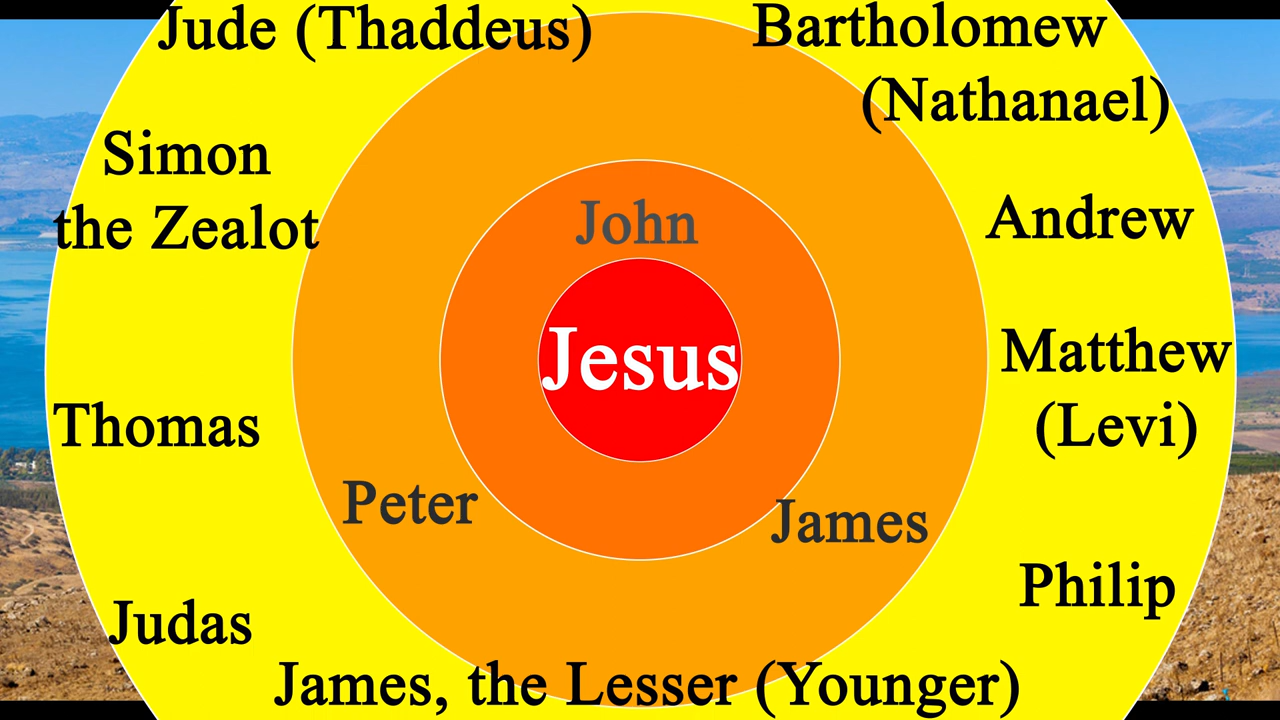 Jude (Thaddeus)
Bartholomew
(Nathanael)
Simon
the Zealot
John
Andrew
Jesus
Matthew
(Levi)
Thomas
Peter
James
Philip
Judas
James, the Lesser (Younger)